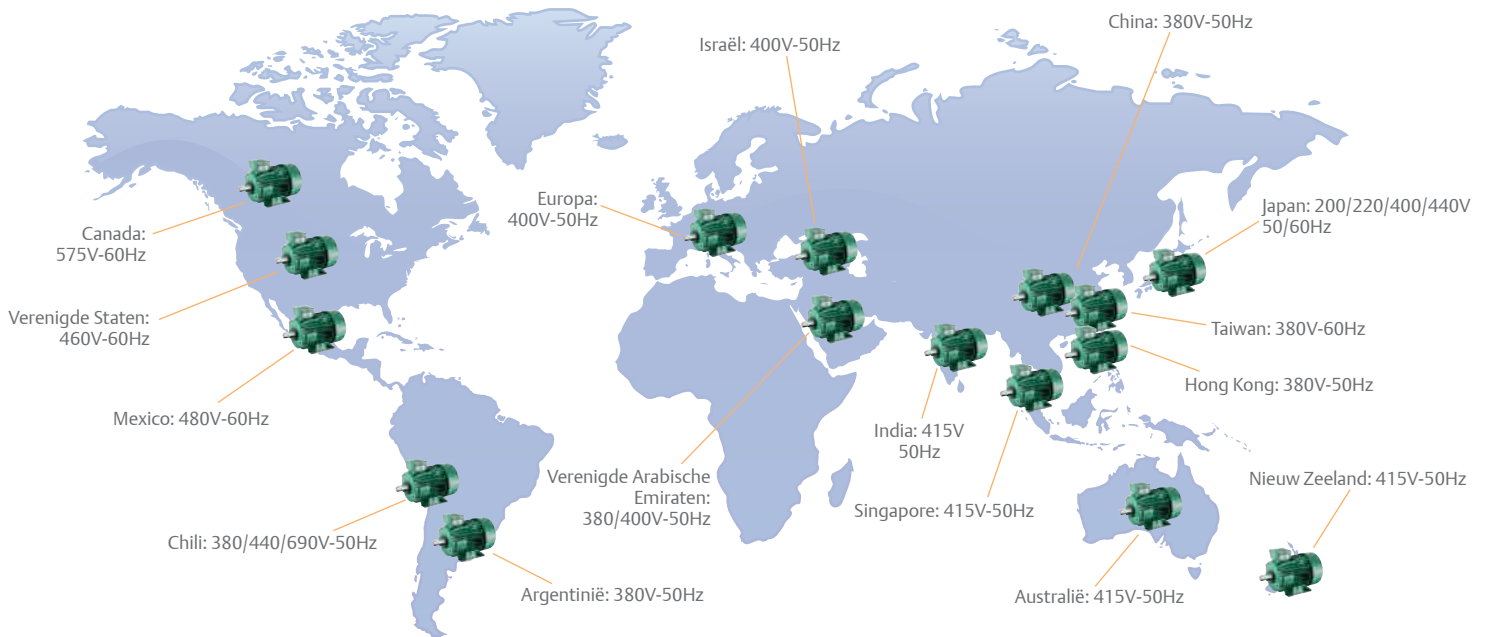 China: 380V-50Hz
Israël: 400V-50Hz
Europa:
400V-50Hz
Japan: 200/220/400/440V
50/60Hz
Canada:
575V-60Hz
Verenigde Staten:
460V-60Hz
Taiwan: 380V-60Hz
Hong Kong: 380V-50Hz
Mexico: 480V-60Hz
India: 415V
50Hz
Verenigde Arabische
Emiraten:
380/400V-50Hz
Nieuw Zeeland: 415V-50Hz
Singapore: 415V-50Hz
Chili: 380/440/690V-50Hz
Argentinië: 380V-50Hz
Australië: 415V-50Hz